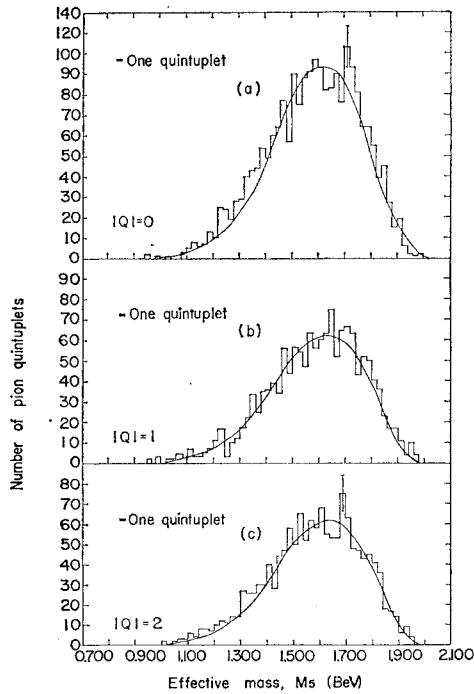 140
130
120
110
100
90
80
70
60
50
40
30
20
10
0
– One quintuplet
(a)
|Q|=0
90
80
70
60
50
40
30
20
10
0
– One quintuplet
(b)
|Q|=1
80
70
60
50
40
30
20
10
0
– One quintuplet
(c)
|Q|=2
Number of pion quintuplets
0.700 0.900 1.100 1.300 1.500 1.700 1.900 2.100
Effective mass, M5 (BeV)